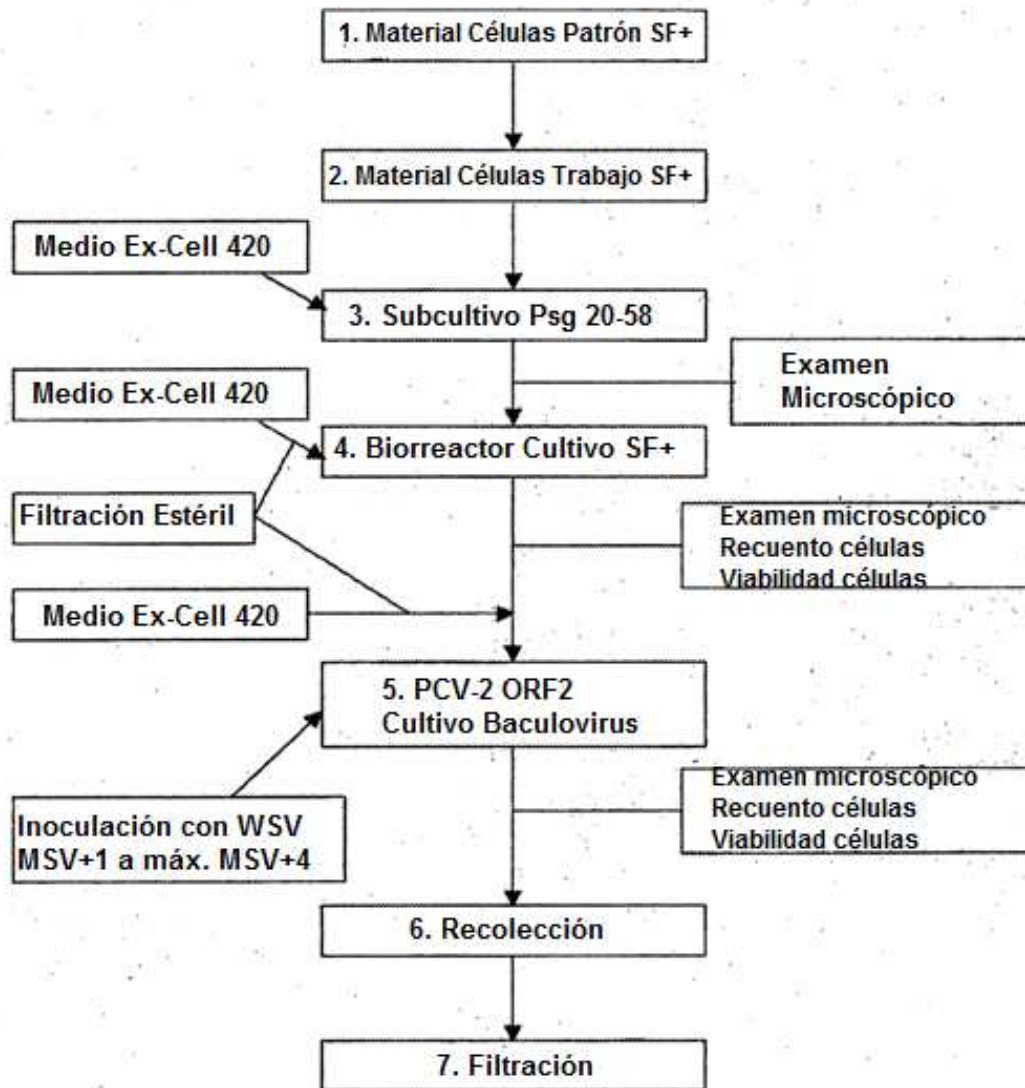 1. Material Células Patrón SF+
2. Material Células Trabajo SF+
Medio Ex-Cell 420
3. Subcultivo Psg 20-58
Examen
Microscópico
Medio Ex-Cell 420
4. Biorreactor Cultivo SF+
Filtración Estéril
Examen microscópico
Recuento células
Viabilidad células
Medio Ex-Cell 420
5. PCV-2 ORF2
Cultivo Baculovirus
Examen microscópico
Recuento células
Viabilidad células
Inoculación con WSV
MSV+1 a máx. MSV+4
6. Recolección
7. Filtración